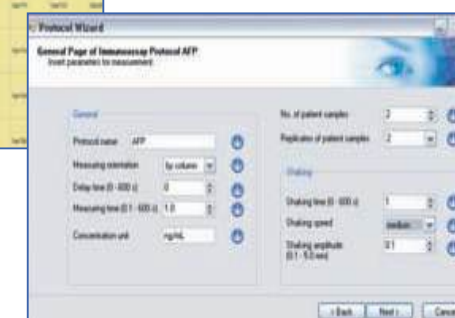 Protocol Wizard
General Page of Immunoassay Protocol AFP
Insert parameters for measurement
General
Protocol name AFP
Measuring orientation by column
Delay time (0 - 600 s) 0
Measuring time (0.1 - 600 s) 1.0
Concentration unit ng/mL
No. of patient samples 2
Replicates of patient samples 2
Shaking
Shaking time (0 - 600 s) 1
Shaking speed medium
Shaking amplitude
(0.1 - 5.0 mm) 0.1
< Back
Next >
Cancel